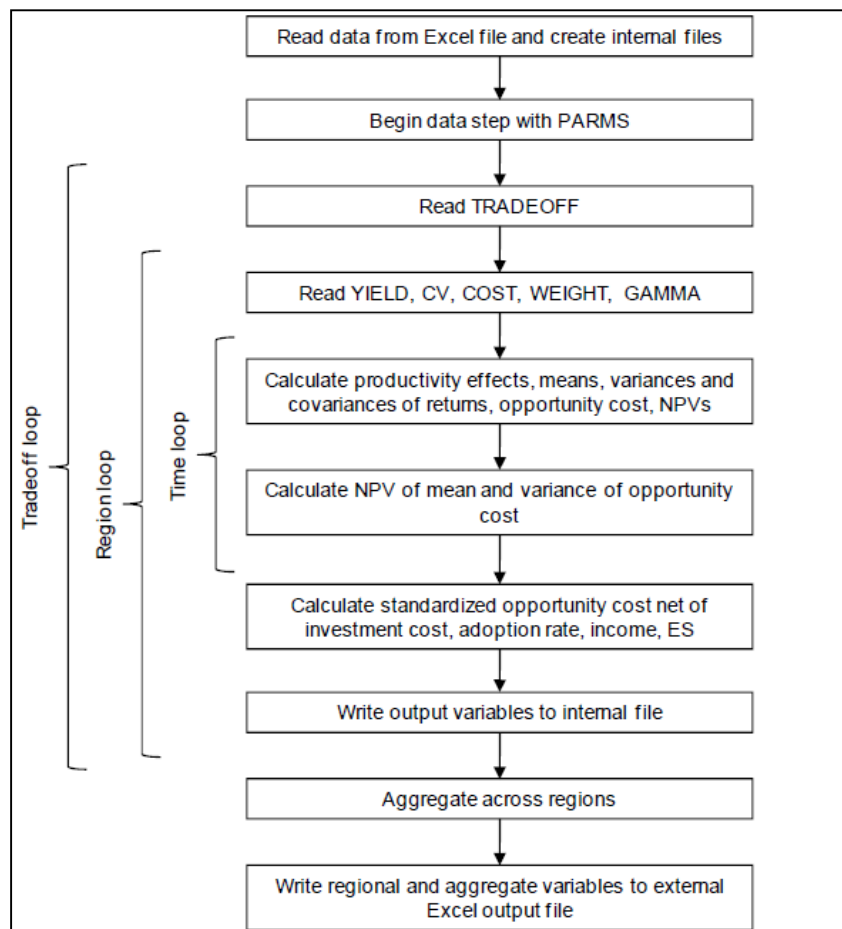 Read data from Excel file and create internal files
Begin data step with PARMS
Read TRADEOFF
Read YIELD, CV, COST, WEIGHT, GAMMA
Calculate productivity effects, means, variances and
covariances of returns, opportunity cost, NPVs
Calculate NPV of mean and variance of opportunity
cost
Calculate standardized opportunity cost net of
investment cost, adoption rate, income, ES
Write output variables to internal file
Aggregate across regions
Write regional and aggregate variables to external
Excel output file
Tradeoff loop
Region loop
Time loop